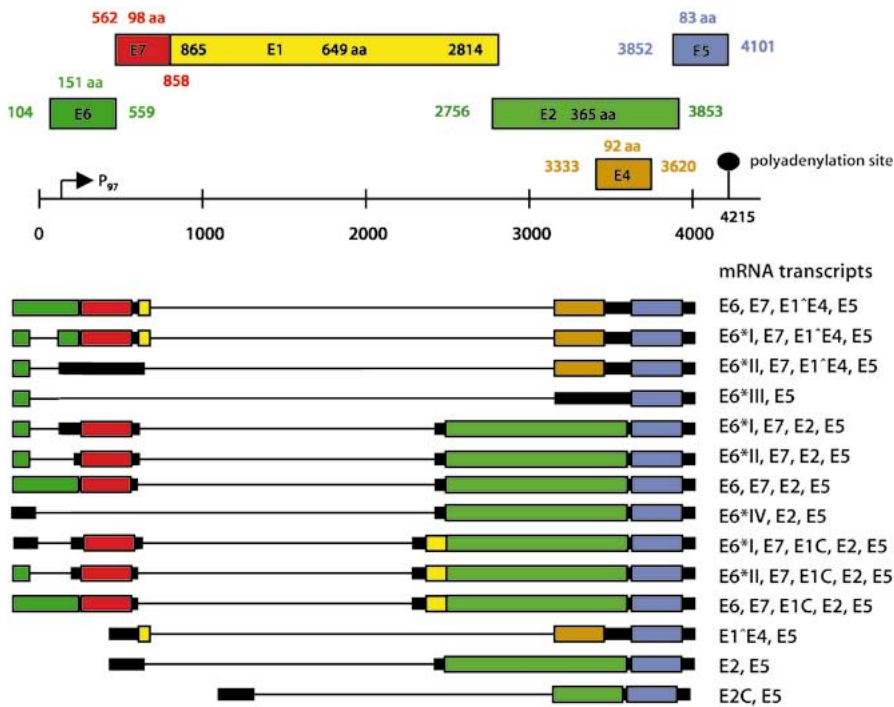 562 98 aa
83 aa
E7 865 E1 649 aa 2814
3852 E5 4101
858
151 aa
104 E6 559
2756 E2 365 aa 3853
92 aa
3333 E4 3620
polyadenylation site
P97
4215
0 1000 2000 3000 4000
mRNA transcripts
E6, E7, E1^E4, E5
E6*I, E7, E1^E4, E5
E6*II, E7, E1^E4, E5
E6*III, E5
E6*I, E7, E2, E5
E6*II, E7, E2, E5
E6, E7, E2, E5
E6*IV, E2, E5
E6*I, E7, E1C, E2, E5
E6*II, E7, E1C, E2, E5
E6, E7, E1C, E2, E5
E1^E4, E5
E2, E5
E2C, E5